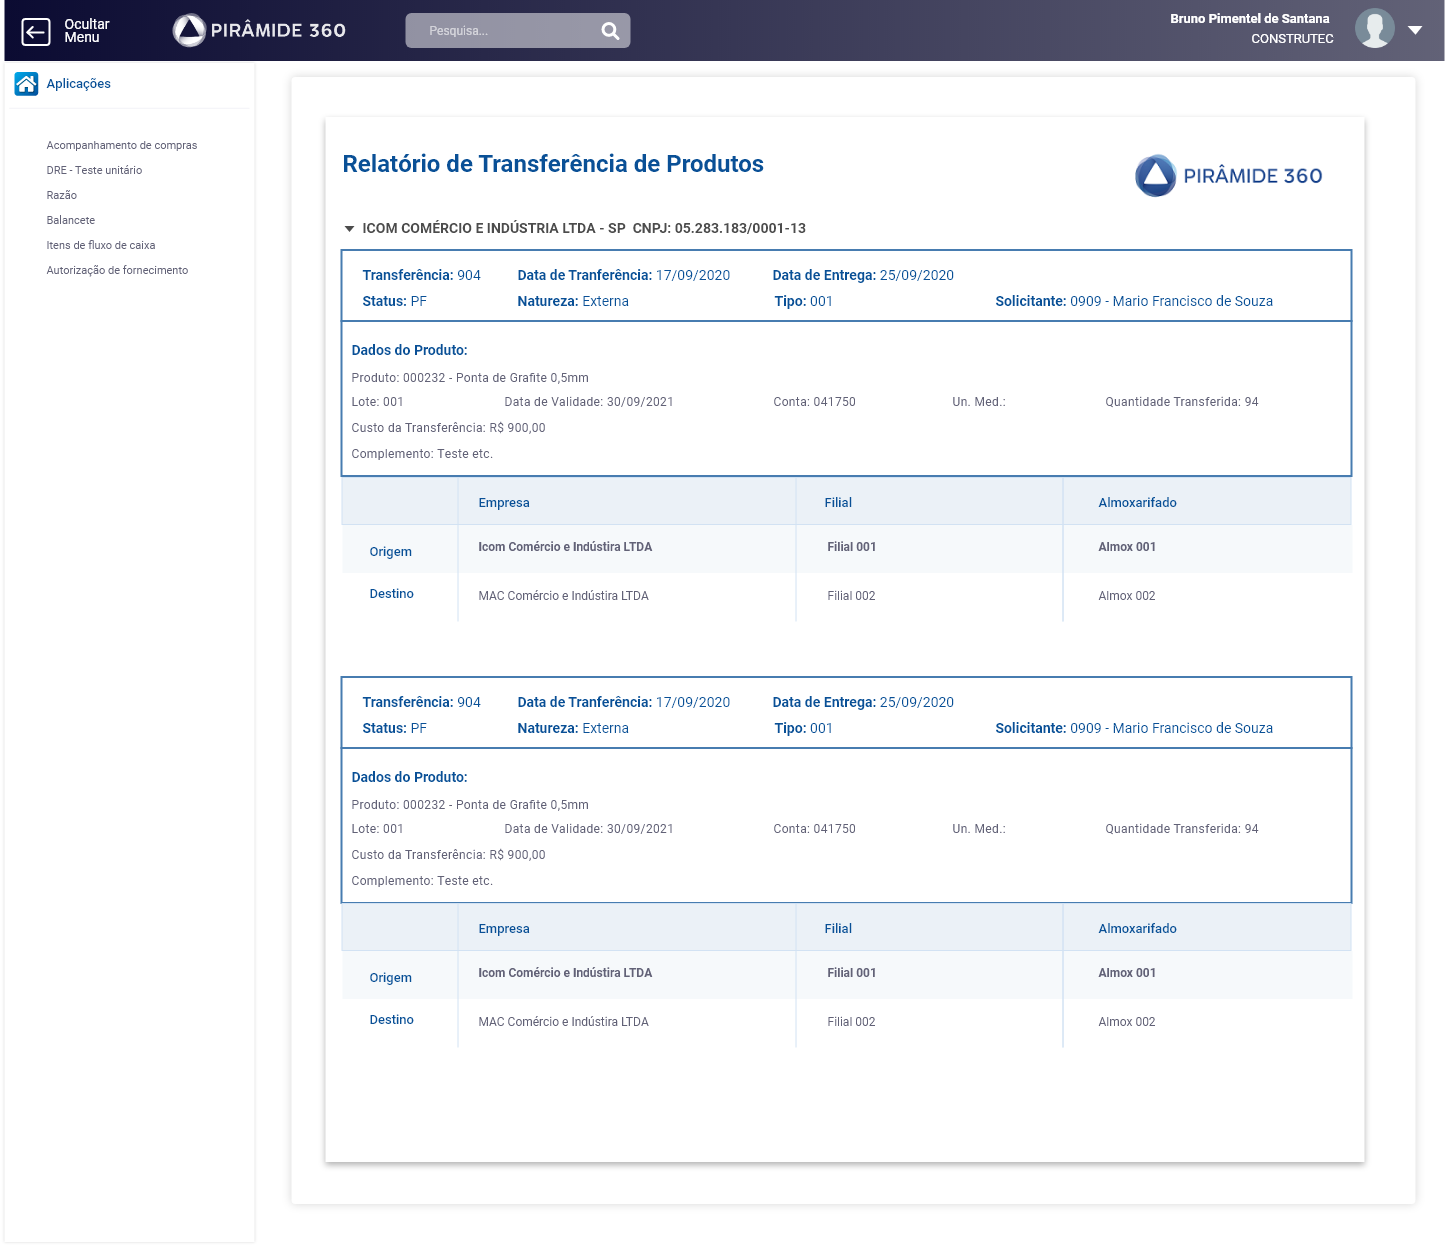 Ocultar
Menu
PIRÂMIDE 360
Pesquisa...
Bruno Pimentel de Santana
CONSTRUTEC
Aplicações
Acompanhamento de compras
DRE - Teste unitário
Razão
Balancete
Itens de fluxo de caixa
Autorização de fornecimento
Relatório de Transferência de Produtos
PIRÂMIDE 360
ICOM COMÉRCIO E INDÚSTRIA LTDA - SP  CNPJ: 05.283.183/0001-13
Transferência: 904 Data de Tranferência: 17/09/2020 Data de Entrega: 25/09/2020
Status: PF Natureza: Externa Tipo: 001 Solicitante: 0909 - Mario Francisco de Souza
Dados do Produto:
Produto: 000232 - Ponta de Grafite 0,5mm
Lote: 001 Data de Validade: 30/09/2021 Conta: 041750 Un. Med.: Quantidade Transferida: 94
Custo da Transferência: R$ 900,00
Complemento: Teste etc.
Empresa Filial Almoxarifado
Origem Icom Comércio e Indústira LTDA Filial 001 Almox 001
Destino MAC Comércio e Indústira LTDA Filial 002 Almox 002
Transferência: 904 Data de Tranferência: 17/09/2020 Data de Entrega: 25/09/2020
Status: PF Natureza: Externa Tipo: 001 Solicitante: 0909 - Mario Francisco de Souza
Dados do Produto:
Produto: 000232 - Ponta de Grafite 0,5mm
Lote: 001 Data de Validade: 30/09/2021 Conta: 041750 Un. Med.: Quantidade Transferida: 94
Custo da Transferência: R$ 900,00
Complemento: Teste etc.
Empresa Filial Almoxarifado
Origem Icom Comércio e Indústira LTDA Filial 001 Almox 001
Destino MAC Comércio e Indústira LTDA Filial 002 Almox 002